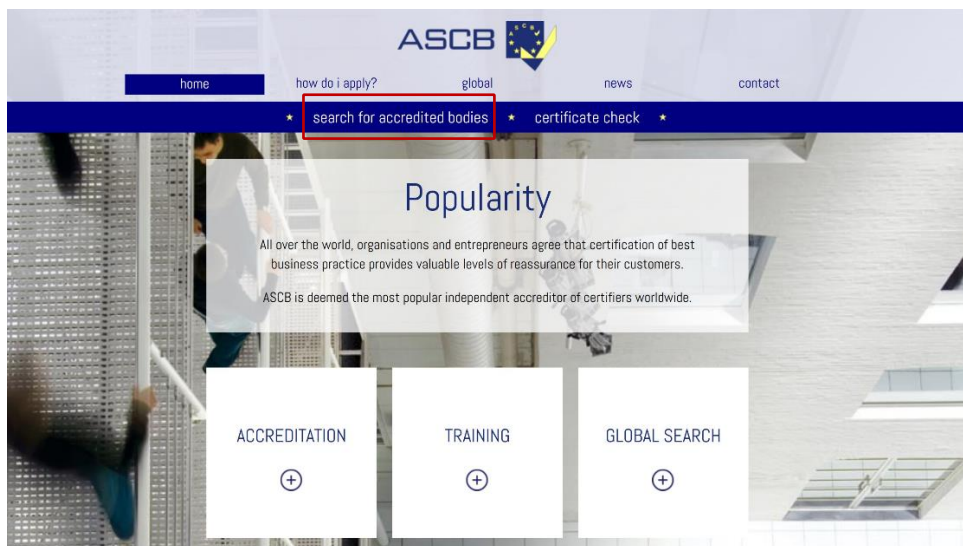 ASCB
home how do i apply? global news contact
★ search for accredited bodies ★ certificate check ★
Popularity
All over the world, organisations and entrepreneurs agree that certification of best
business practice provides valuable levels of reassurance for their customers.
ASCB is deemed the most popular independent accreditor of certifiers worldwide.
ACCREDITATION TRAINING GLOBAL SEARCH